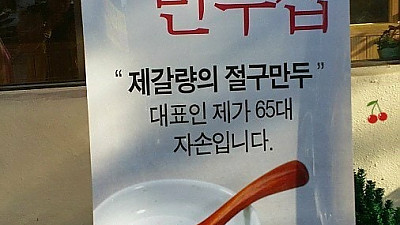 “ 제갈량의 절구만두 ”
대표인 제가 65대
자손입니다.